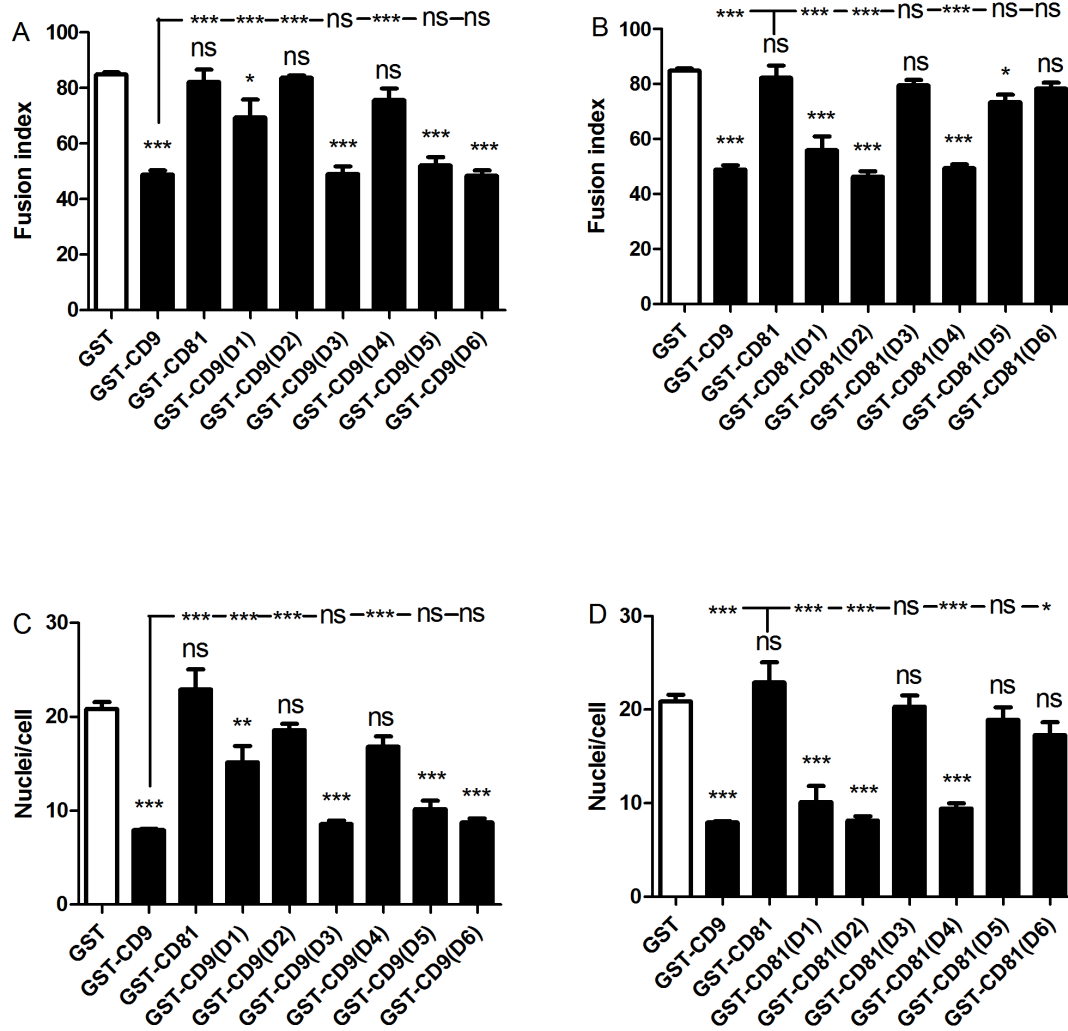 A
*** *** *** ns *** ns ns
Fusion index
100
80
60
40
20
0
***
ns
*
ns
***
ns
***
***
GST
GST-CD9
GST-CD81
GST-CD9(D1)
GST-CD9(D2)
GST-CD9(D3)
GST-CD9(D4)
GST-CD9(D5)
GST-CD9(D6)
B
*** *** *** ns *** ns ns
Fusion index
100
80
60
40
20
0
***
ns
***
***
ns
***
*
ns
GST
GST-CD9
GST-CD81
GST-CD81(D1)
GST-CD81(D2)
GST-CD81(D3)
GST-CD81(D4)
GST-CD81(D5)
GST-CD81(D6)
C
*** *** *** ns *** ns ns
Nuclei/cell
30
20
10
0
***
ns
**
ns
***
ns
***
***
GST
GST-CD9
GST-CD81
GST-CD9(D1)
GST-CD9(D2)
GST-CD9(D3)
GST-CD9(D4)
GST-CD9(D5)
GST-CD9(D6)
D
*** *** *** ns *** ns *
Nuclei/cell
30
20
10
0
***
ns
***
***
ns
***
ns
ns
GST
GST-CD9
GST-CD81
GST-CD81(D1)
GST-CD81(D2)
GST-CD81(D3)
GST-CD81(D4)
GST-CD81(D5)
GST-CD81(D6)